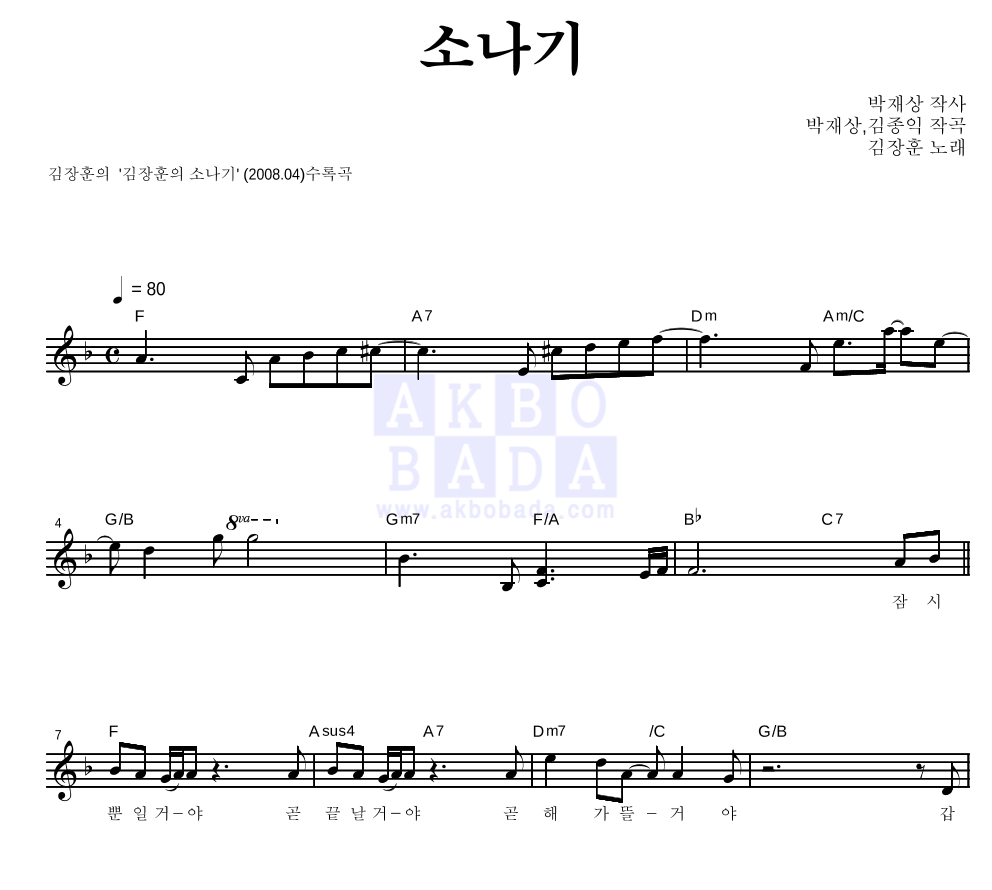 소나기
박재상 작사
박재상,김종익 작곡
김장훈 노래
김장훈의 '김장훈의 소나기' (2008.04)수록곡
= 80
F A7 Dm Am/C
AKBO
BADA
www.akbobada.com
4 G/B 8va Gm7 F/A B♭ C7
잠 시
7 F Asus4 A7 Dm7 /C G/B
뿐 일 거 – 야 곧 끝 날 거 – 야 곧 해 가 뜰 – 거 야 갑